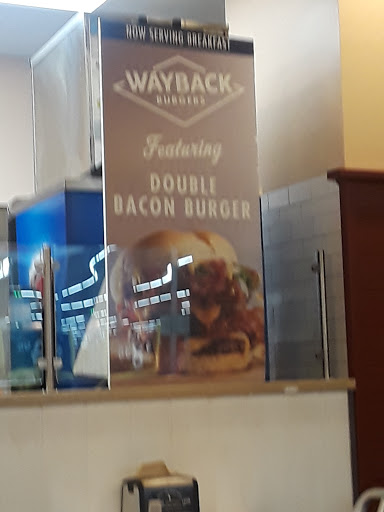 NOW SERVING BREAKFAST
WAYBACK
BURGERS
Featuring
DOUBLE
BACON BURGER